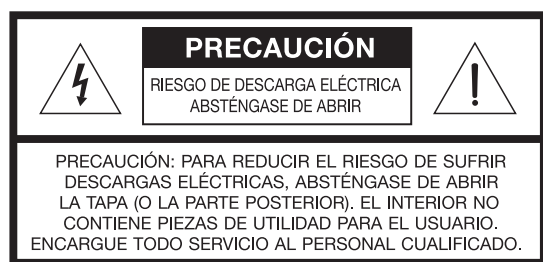 PRECAUCIÓN
RIESGO DE DESCARGA ELÉCTRICA
ABSTÉNGASE DE ABRIR
PRECAUCIÓN: PARA REDUCIR EL RIESGO DE SUFRIR
DESCARGAS ELÉCTRICAS, ABSTÉNGASE DE ABRIR
LA TAPA (O LA PARTE POSTERIOR). EL INTERIOR NO
CONTIENE PIEZAS DE UTILIDAD PARA EL USUARIO.
ENCARGUE TODO SERVICIO AL PERSONAL CUALIFICADO.